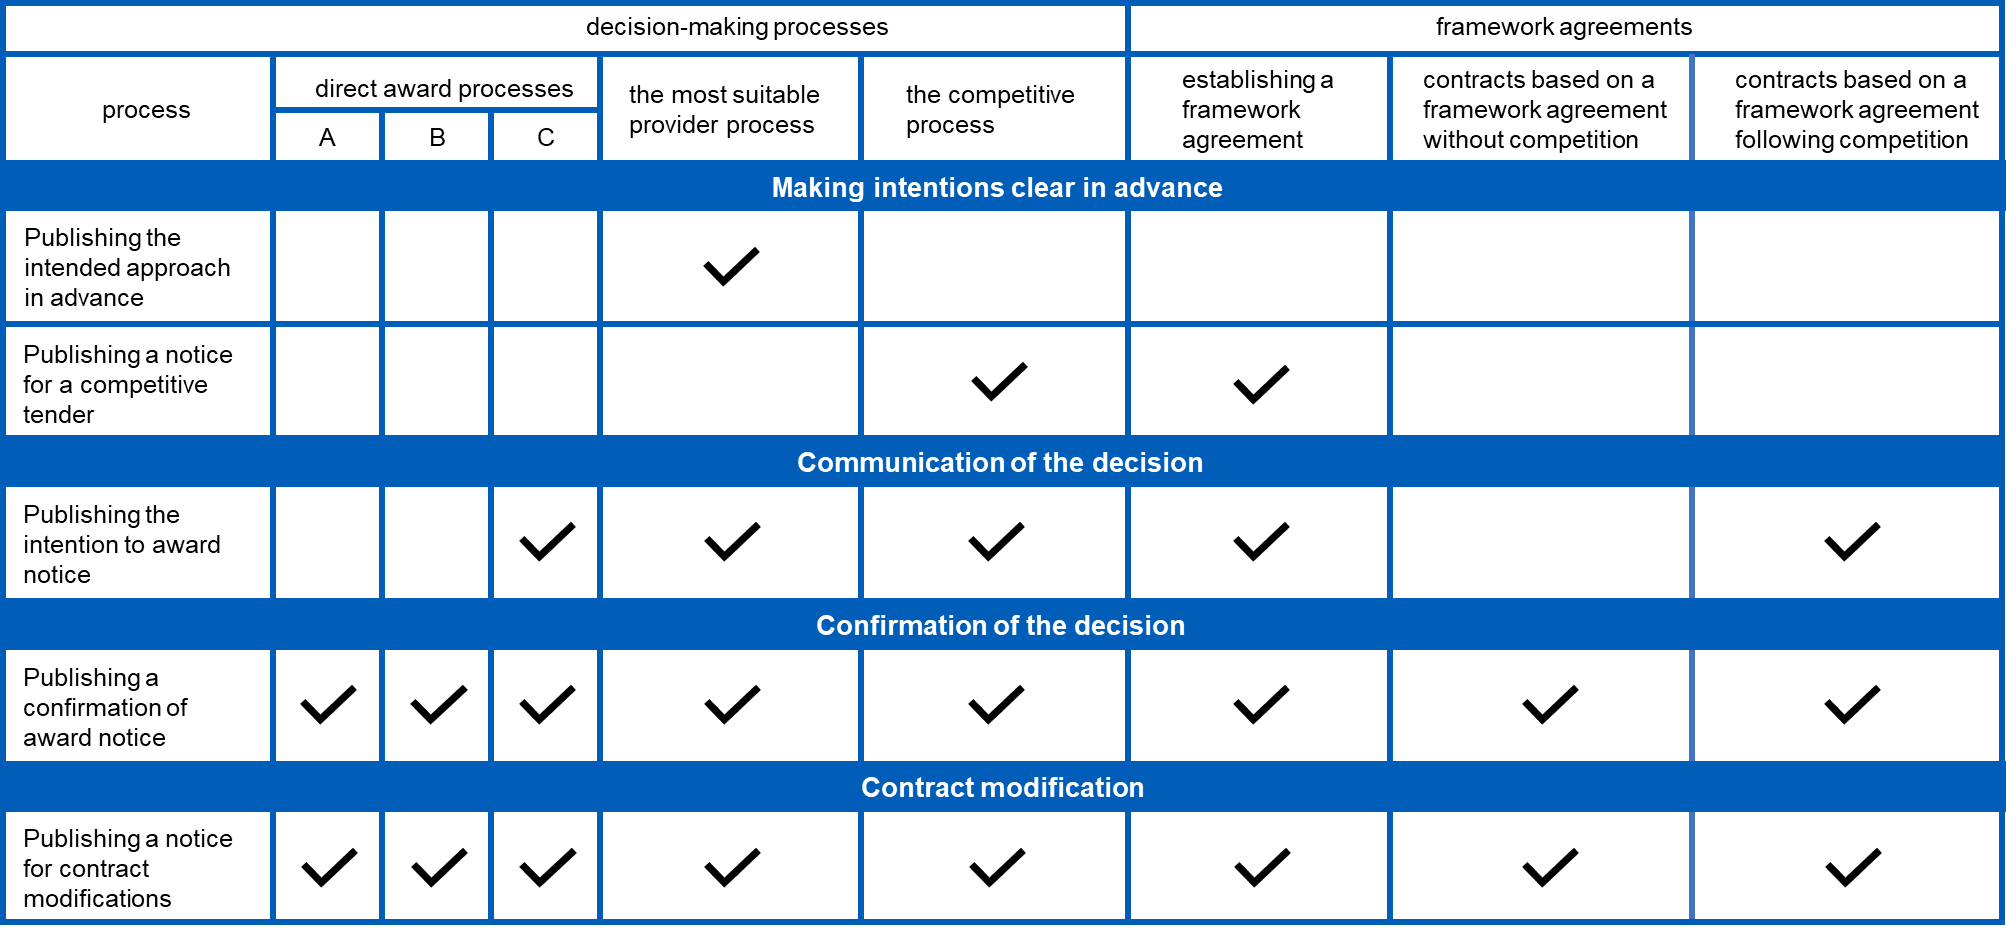 decision-making processes
framework agreements
process
direct award processes
A
B
C
the most suitable
provider process
the competitive
process
establishing a
framework
agreement
contracts based on a
framework agreement
without competition
contracts based on a
framework agreement
following competition
Making intentions clear in advance
Publishing the
intended approach
in advance
Publishing a notice
for a competitive
tender
Communication of the decision
Publishing the
intention to award
notice
Confirmation of the decision
Publishing a
confirmation of
award notice
Contract modification
Publishing a notice
for contract
modifications